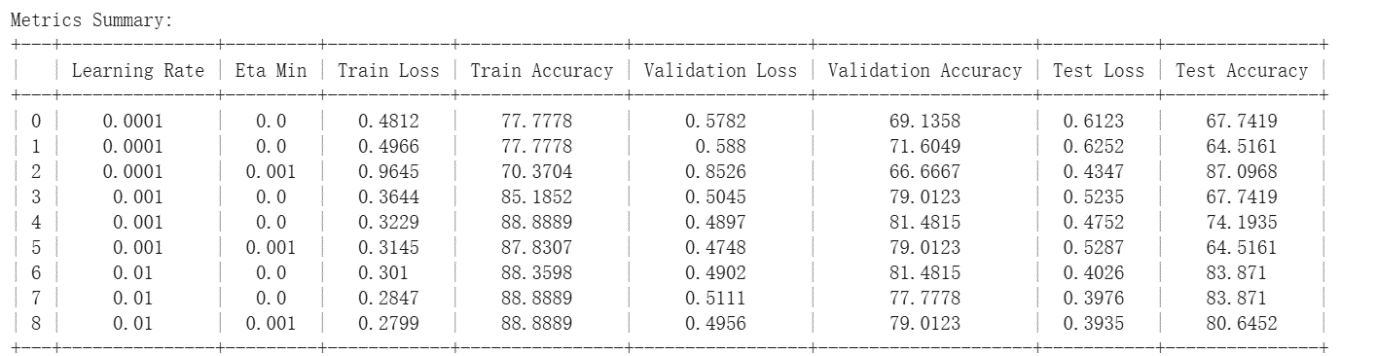 Metrics Summary:
+---+---------------+---------+------------+----------------+-----------------+---------------------+-----------+---------------+
| | Learning Rate | Eta Min | Train Loss | Train Accuracy | Validation Loss | Validation Accuracy | Test Loss | Test Accuracy |
+---+---------------+---------+------------+----------------+-----------------+---------------------+-----------+---------------+
| 0 | 0.0001 | 0.0 | 0.4812 | 77.7778 | 0.5782 | 69.1358 | 0.6123 | 67.7419 |
| 1 | 0.0001 | 0.0 | 0.4966 | 77.7778 | 0.588 | 71.6049 | 0.6252 | 64.5161 |
| 2 | 0.0001 | 0.001 | 0.9645 | 70.3704 | 0.8526 | 66.6667 | 0.4347 | 87.0968 |
| 3 | 0.001 | 0.0 | 0.3644 | 85.1852 | 0.5045 | 79.0123 | 0.5235 | 67.7419 |
| 4 | 0.001 | 0.0 | 0.3229 | 88.8889 | 0.4897 | 81.4815 | 0.4752 | 74.1935 |
| 5 | 0.001 | 0.001 | 0.3145 | 87.8307 | 0.4748 | 79.0123 | 0.5287 | 64.5161 |
| 6 | 0.01 | 0.0 | 0.301 | 88.3598 | 0.4902 | 81.4815 | 0.4026 | 83.871 |
| 7 | 0.01 | 0.0 | 0.2847 | 88.8889 | 0.5111 | 77.7778 | 0.3976 | 83.871 |
| 8 | 0.01 | 0.001 | 0.2799 | 88.8889 | 0.4956 | 79.0123 | 0.3935 | 80.6452 |
+---+---------------+---------+------------+----------------+-----------------+---------------------+-----------+---------------+